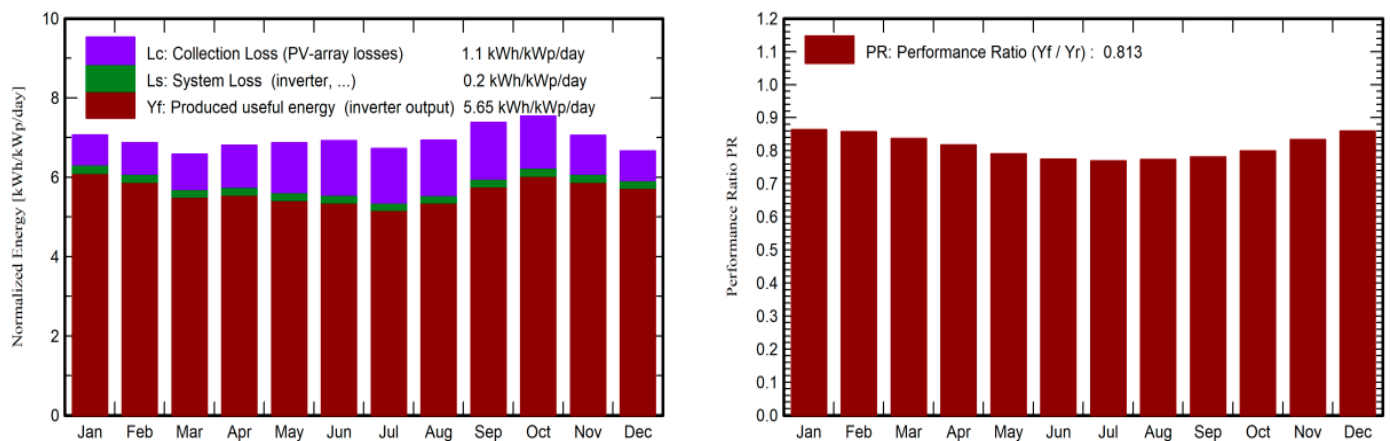 10
8
6
4
2
0
Normalized Energy [kWh/kWp/day]
Lc: Collection Loss (PV-array losses) 1.1 kWh/kWp/day
Ls: System Loss (inverter, ...) 0.2 kWh/kWp/day
Yf: Produced useful energy (inverter output) 5.65 kWh/kWp/day
Jan Feb Mar Apr May Jun Jul Aug Sep Oct Nov Dec
1.2
1.1
1.0
0.9
0.8
0.7
0.6
0.5
0.4
0.3
0.2
0.1
0.0
Performance Ratio PR
PR: Performance Ratio (Yf / Yr) : 0.813
Jan Feb Mar Apr May Jun Jul Aug Sep Oct Nov Dec